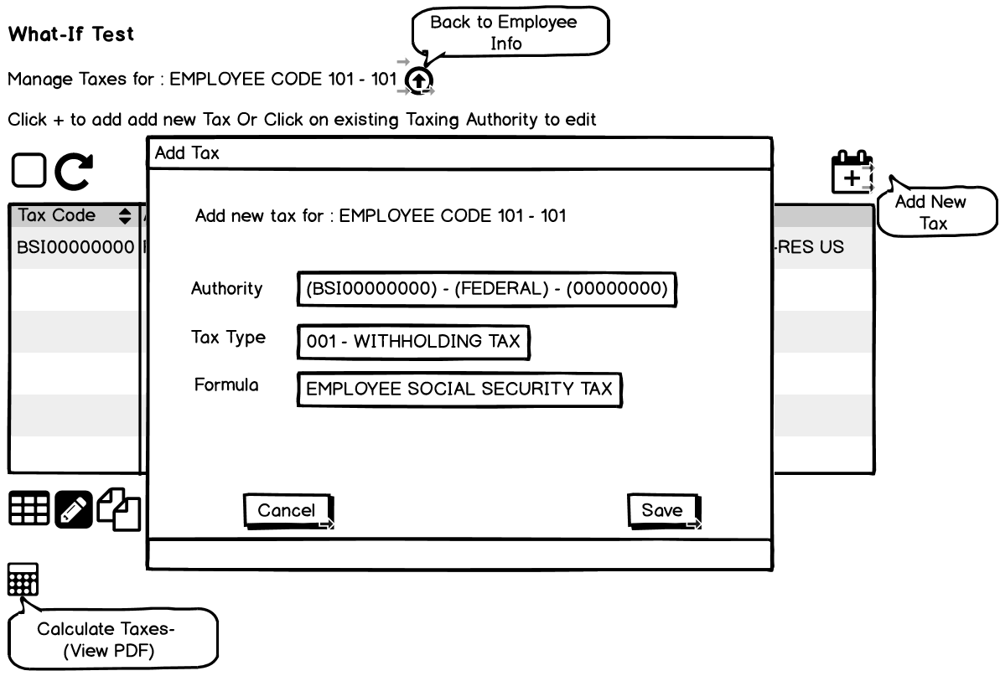 What-If Test
Back to Employee
Info
Manage Taxes for : EMPLOYEE CODE 101 - 101
Click + to add add new Tax Or Click on existing Taxing Authority to edit
Add Tax
Add New
Tax
Tax Code
BSI00000000
-RES US
Add new tax for : EMPLOYEE CODE 101 - 101
Authority (BSI00000000) - (FEDERAL) - (00000000)
Tax Type 001 - WITHHOLDING TAX
Formula EMPLOYEE SOCIAL SECURITY TAX
Cancel Save
Calculate Taxes-
(View PDF)